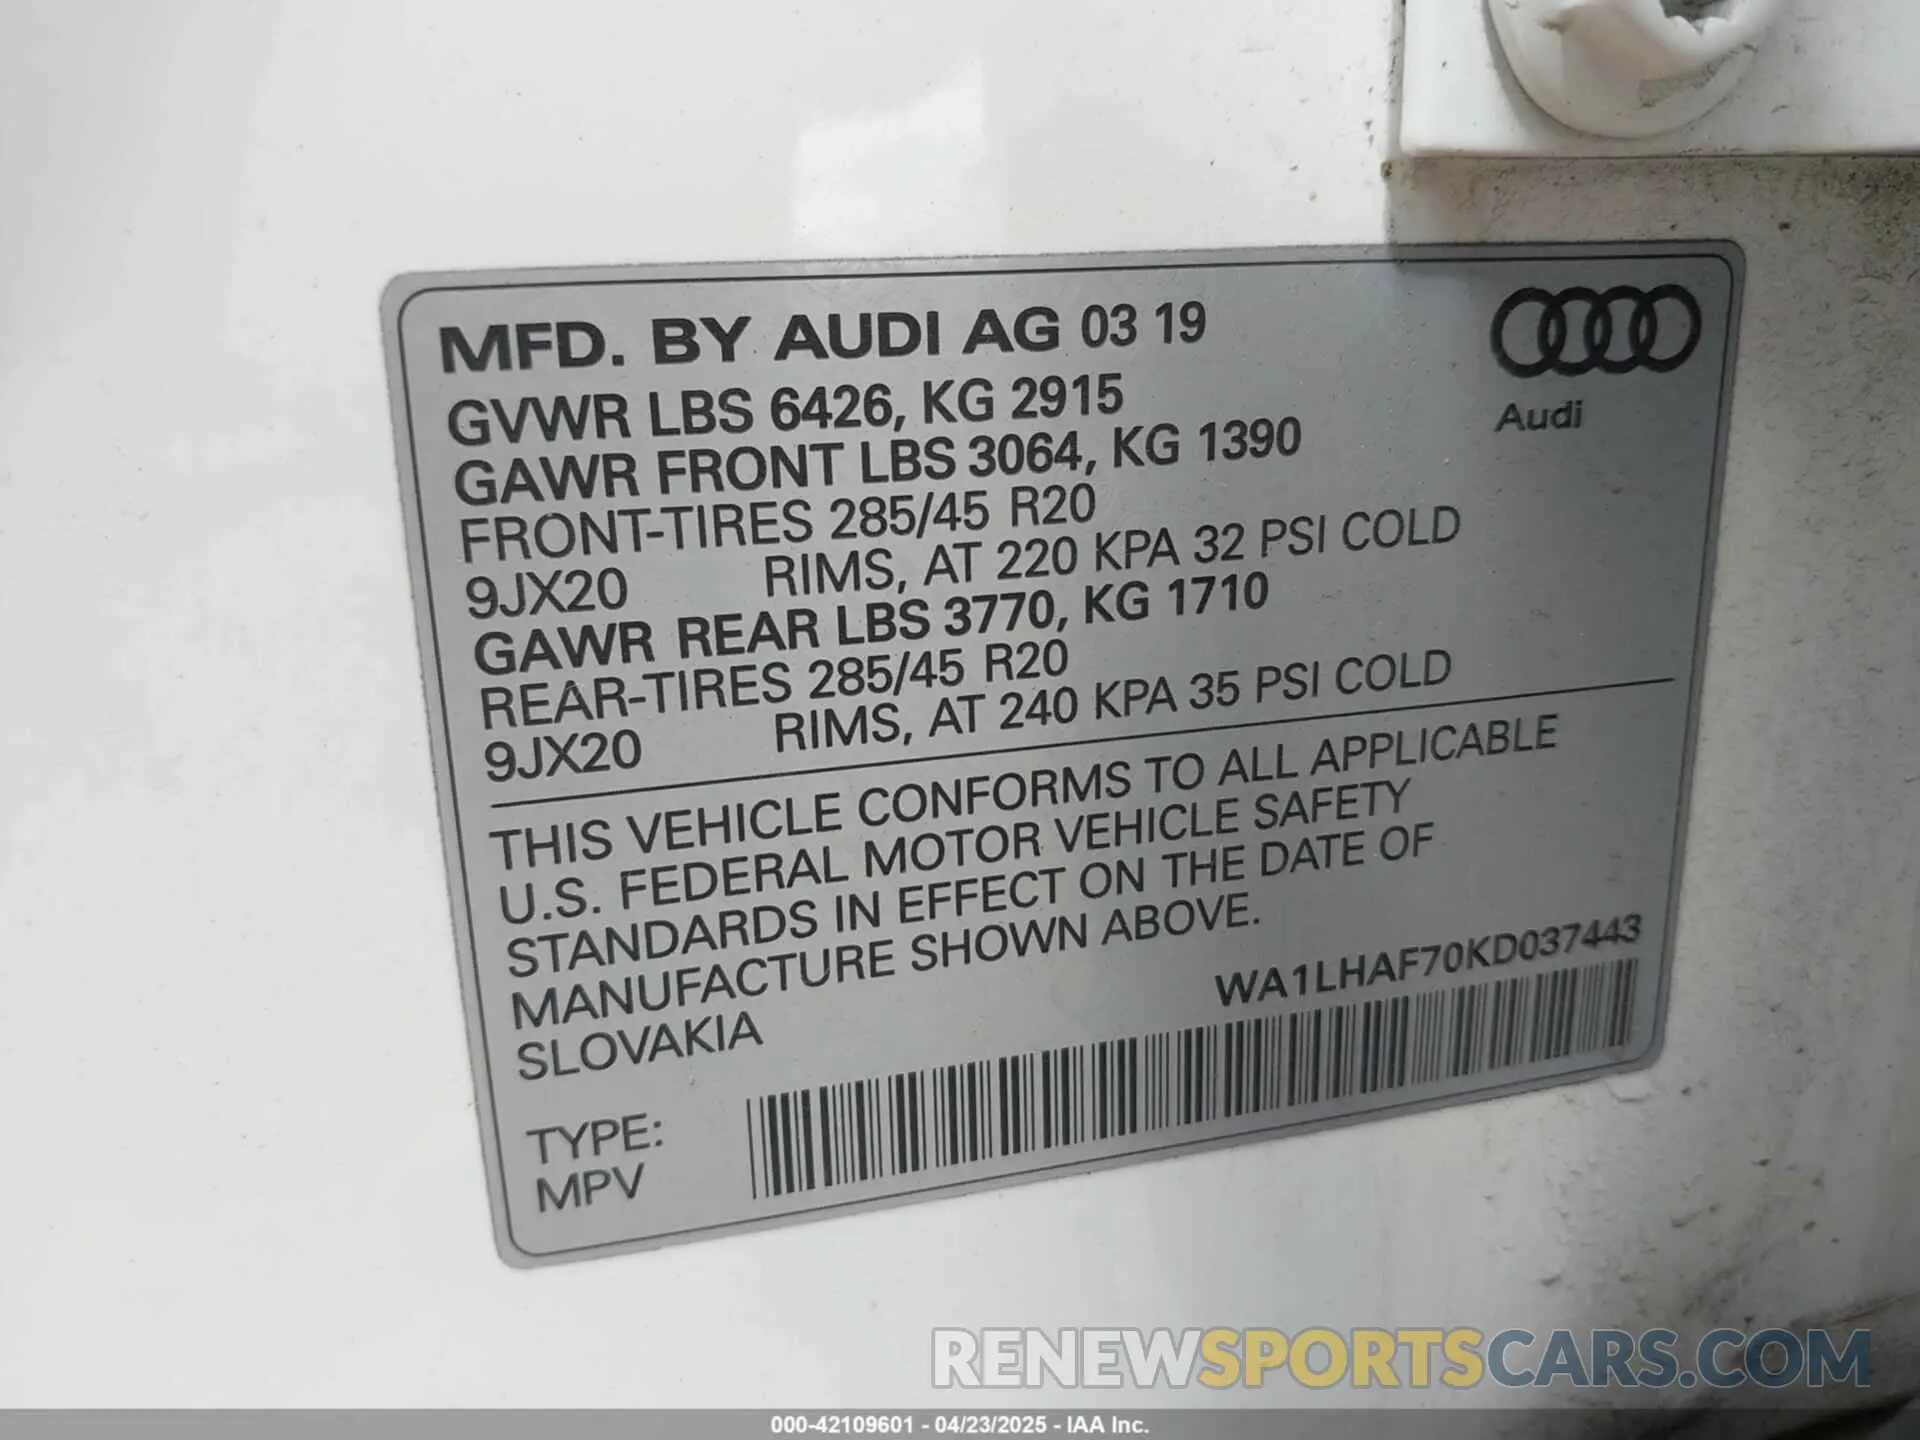 MFD. BY AUDI AG 03 19
Audi
GVWR LBS 6426, KG 2915
GAWR FRONT LBS 3064, KG 1390
FRONT-TIRES 285/45 R20
9JX20 RIMS, AT 220 KPA 32 PSI COLD
GAWR REAR LBS 3770, KG 1710
REAR-TIRES 285/45 R20
9JX20 RIMS, AT 240 KPA 35 PSI COLD
THIS VEHICLE CONFORMS TO ALL APPLICABLE
U.S. FEDERAL MOTOR VEHICLE SAFETY
STANDARDS IN EFFECT ON THE DATE OF
MANUFACTURE SHOWN ABOVE.
SLOVAKIA
WA1LHAF70KD037443
TYPE:
MPV
RENEWSPORTSCARS.COM
000-42109601 - 04/23/2025 - IAA Inc.